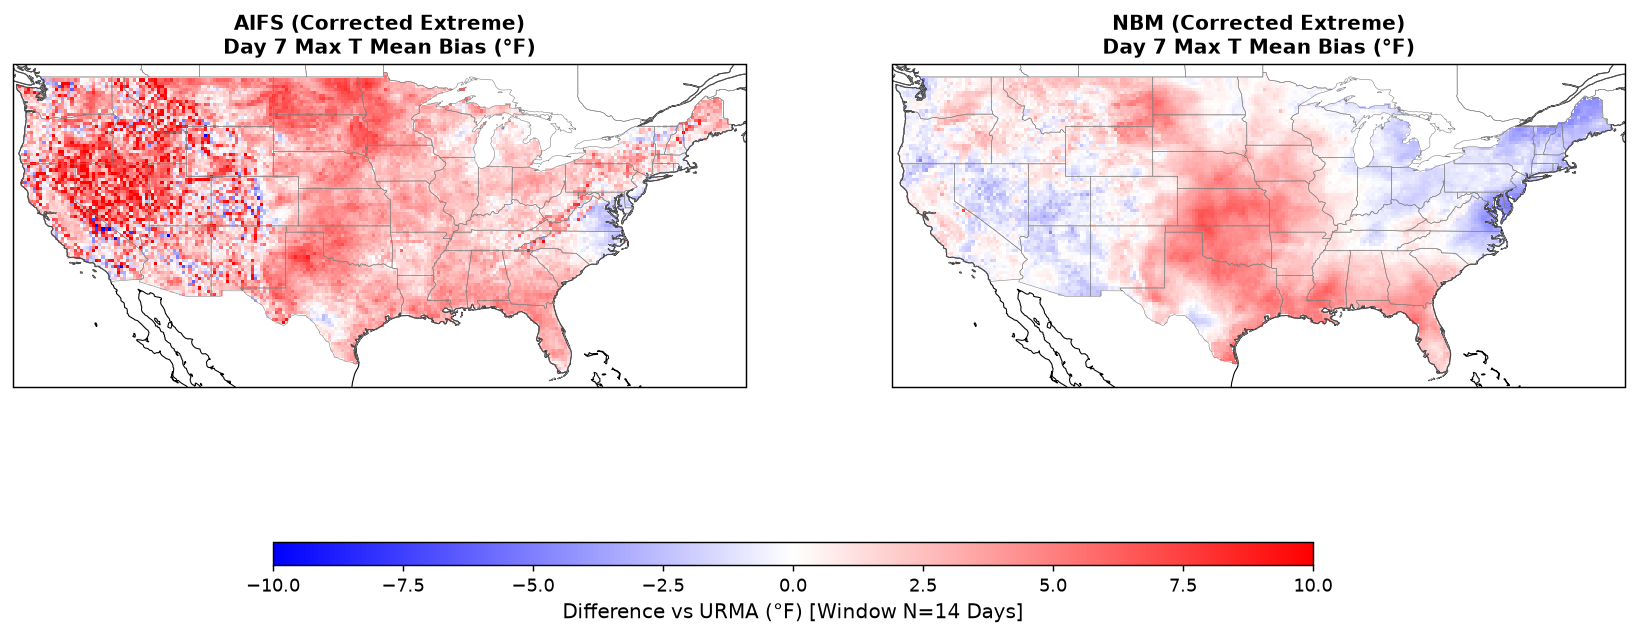 AIFS (Corrected Extreme)
Day 7 Max T Mean Bias (°F)
NBM (Corrected Extreme)
Day 7 Max T Mean Bias (°F)
−10.0 −7.5 −5.0 −2.5 0.0 2.5 5.0 7.5 10.0
Difference vs URMA (°F) [Window N=14 Days]